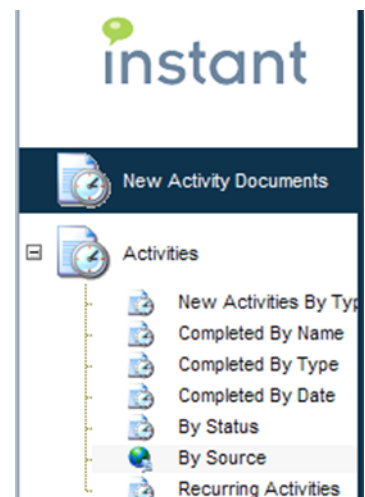 instant
New Activity Documents
Activities
New Activities By Typ
Completed By Name
Completed By Type
Completed By Date
By Status
By Source
Recurring Activities